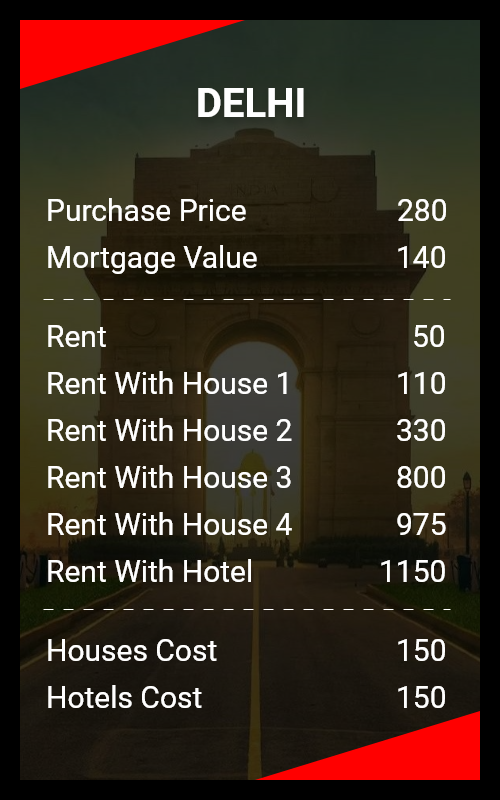 DELHI
Purchase Price 280
Mortgage Value 140
Rent 50
Rent With House 1 110
Rent With House 2 330
Rent With House 3 800
Rent With House 4 975
Rent With Hotel 1150
Houses Cost 150
Hotels Cost 150